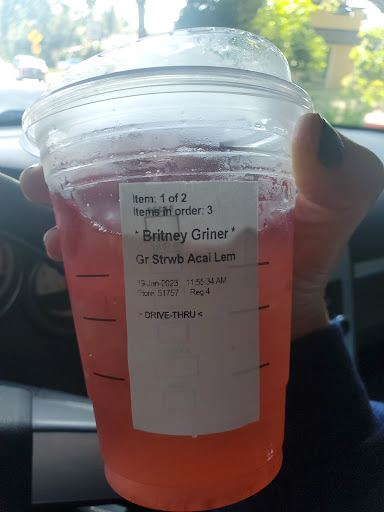 Item: 1 of 2
Items in order: 3
* Britney Griner *
Gr Strwb Acai Lem
19-Jan-2023 11:56:34 AM
Store: 51757 Reg 4
> DRIVE-THRU <